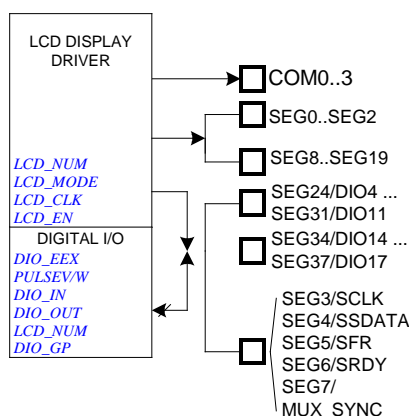 LCD DISPLAY
DRIVER
LCD_NUM
LCD_MODE
LCD_CLK
LCD_EN
DIGITAL I/O
DIO_EEX
PULSEV/W
DIO_IN
DIO_OUT
LCD_NUM
DIO_GP
COM0..3
SEG0..SEG2
SEG8..SEG19
SEG24/DIO4 ...
SEG31/DIO11
SEG34/DIO14 ...
SEG37/DIO17
SEG3/SCLK
SEG4/SSDATA
SEG5/SFR
SEG6/SRDY
SEG7/
MUX_SYNC